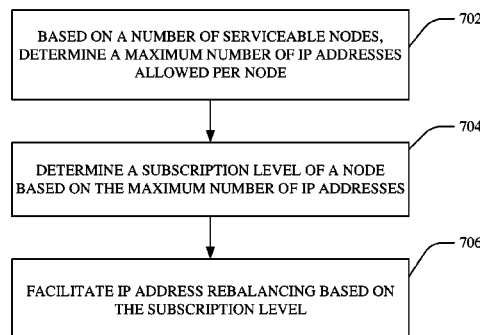 BASED ON A NUMBER OF SERVICEABLE NODES,
DETERMINE A MAXIMUM NUMBER OF IP ADDRESSES
ALLOWED PER NODE
702
DETERMINE A SUBSCRIPTION LEVEL OF A NODE
BASED ON THE MAXIMUM NUMBER OF IP ADDRESSES
704
FACILITATE IP ADDRESS REBALANCING BASED ON
THE SUBSCRIPTION LEVEL
706